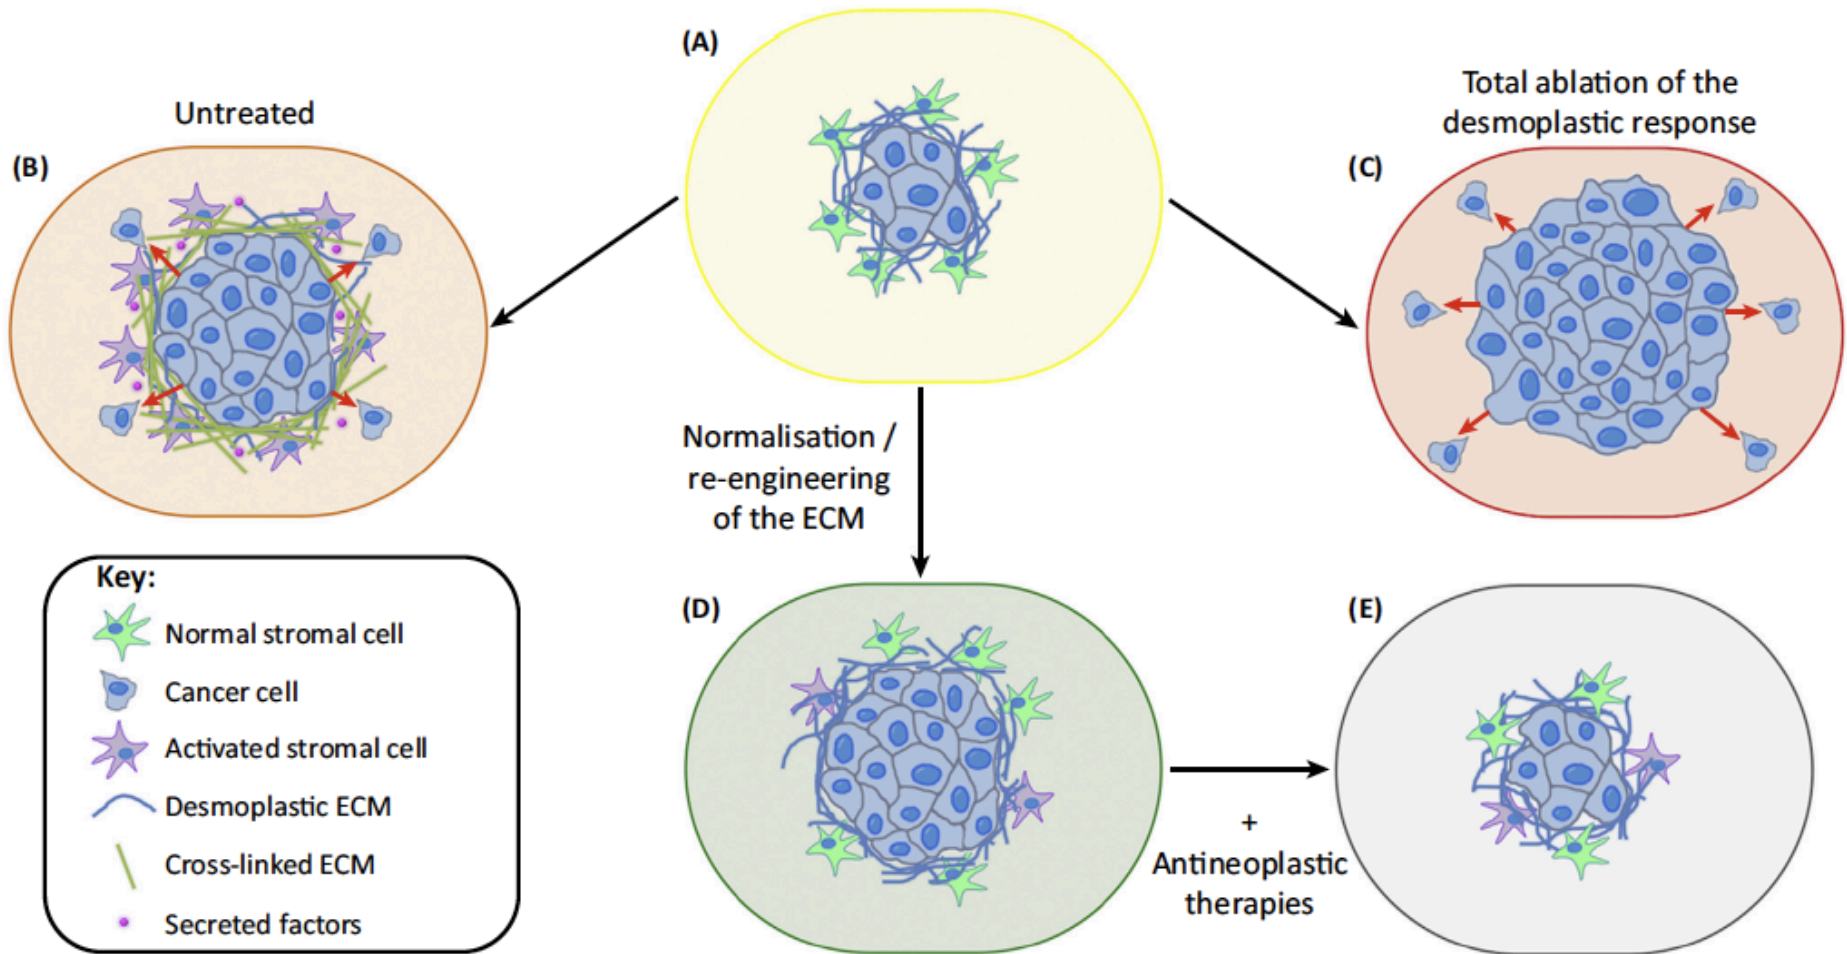 (A)
Untreated
(B)
Total ablation of the
desmoplastic response
(C)
Normalisation /
re-engineering
of the ECM
Key:
Normal stromal cell
Cancer cell
Activated stromal cell
Desmoplastic ECM
Cross-linked ECM
Secreted factors
(D)
+
Antineoplastic
therapies
(E)